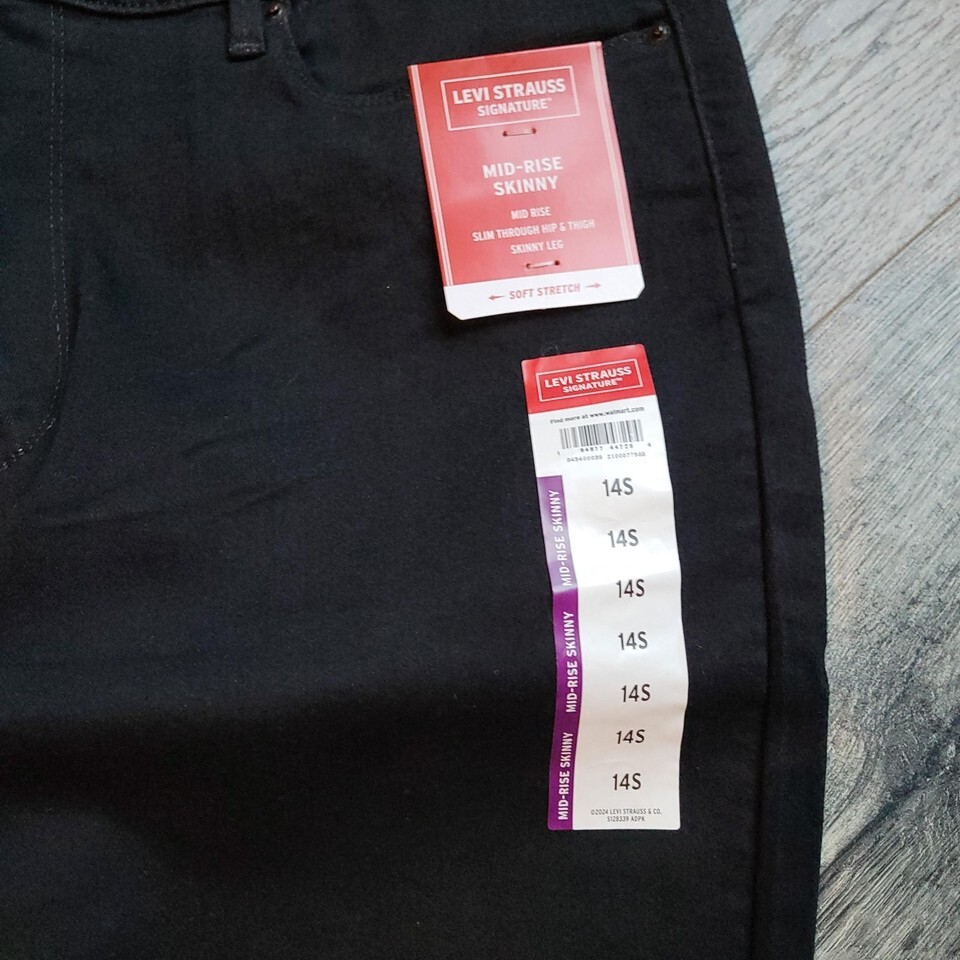 LEVI STRAUSS
SIGNATURE™
MID-RISE
SKINNY
MID RISE
SLIM THROUGH HIP & THIGH
SKINNY LEG
SOFT STRETCH
LEVI STRAUSS
SIGNATURE™
Find more at www.walmart.com
14S
14S
14S
14S
14S
14S
14S
MID-RISE SKINNY
MID-RISE SKINNY
MID-RISE SKINNY
©2024 LEVI STRAUSS & CO.
S128339 ADPK